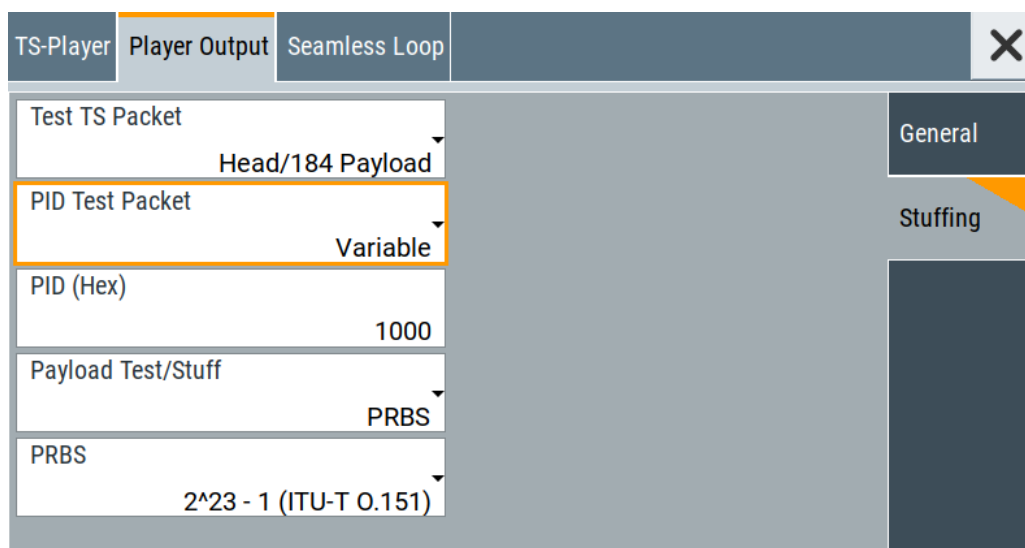 TS-Player Player Output Seamless Loop
Test TS Packet
Head/184 Payload
PID Test Packet
Variable
PID (Hex)
1000
Payload Test/Stuff
PRBS
PRBS
2^23 - 1 (ITU-T O.151)
General
Stuffing